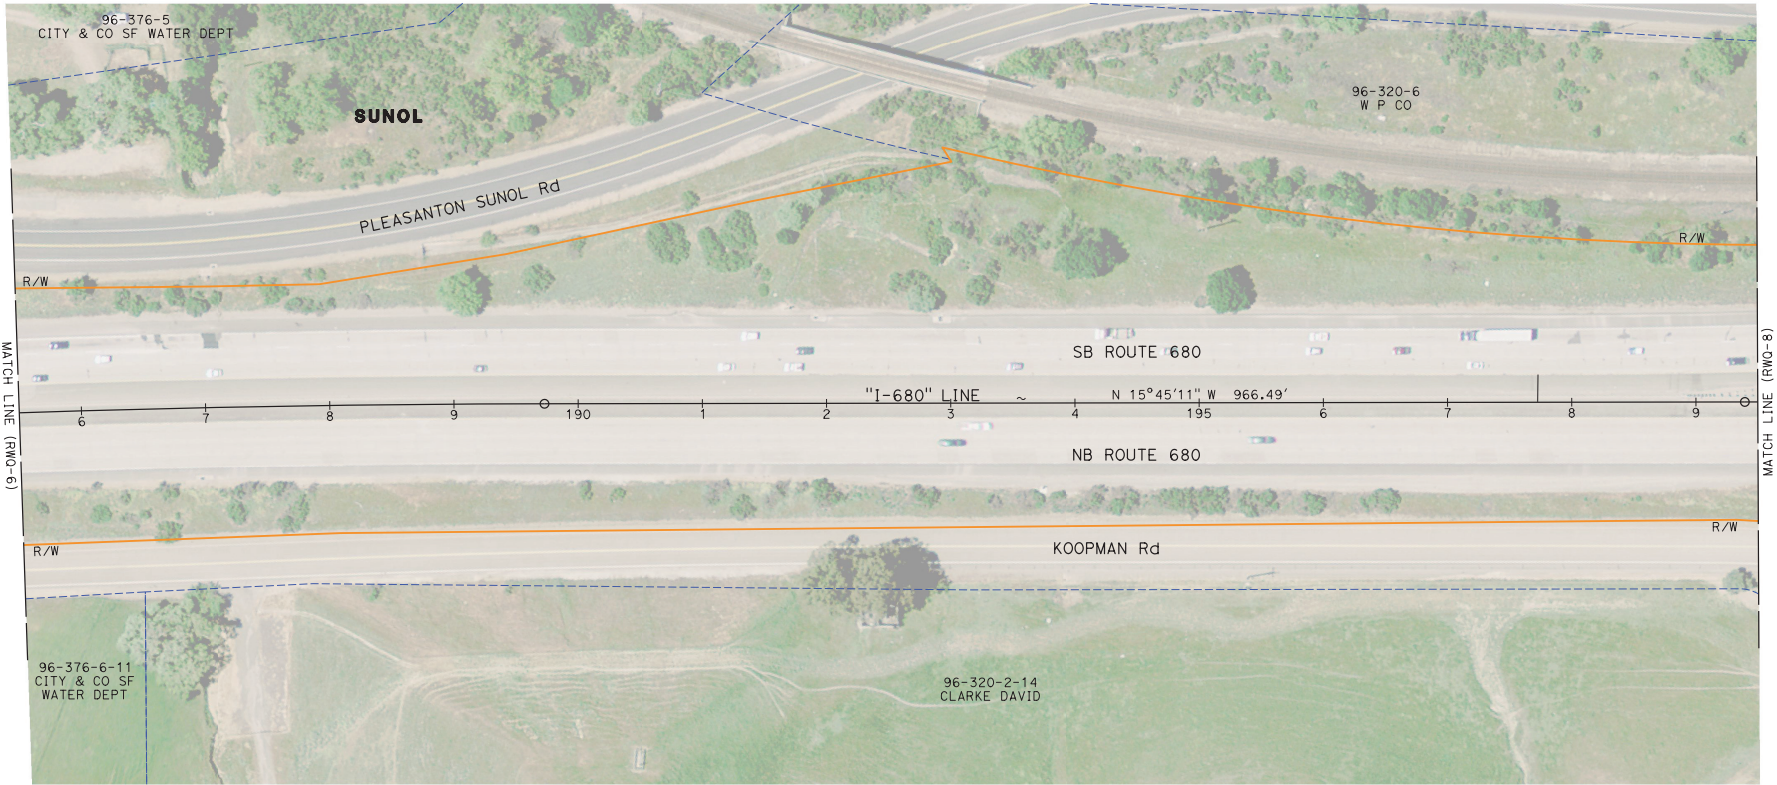 96-376-5
CITY & CO SF WATER DEPT
SUNOL
96-320-6
W P CO
PLEASANTON SUNOL Rd
R/W
R/W
MATCH LINE (RWQ-6)
MATCH LINE (RWQ-8)
SB ROUTE 680
"I-680" LINE ~ N 15°45'11" W 966.49'
6 7 8 9 190 1 2 3 4 195 6 7 8 9
NB ROUTE 680
R/W
R/W
KOOPMAN Rd
96-376-6-11
CITY & CO SF
WATER DEPT
96-320-2-14
CLARKE DAVID